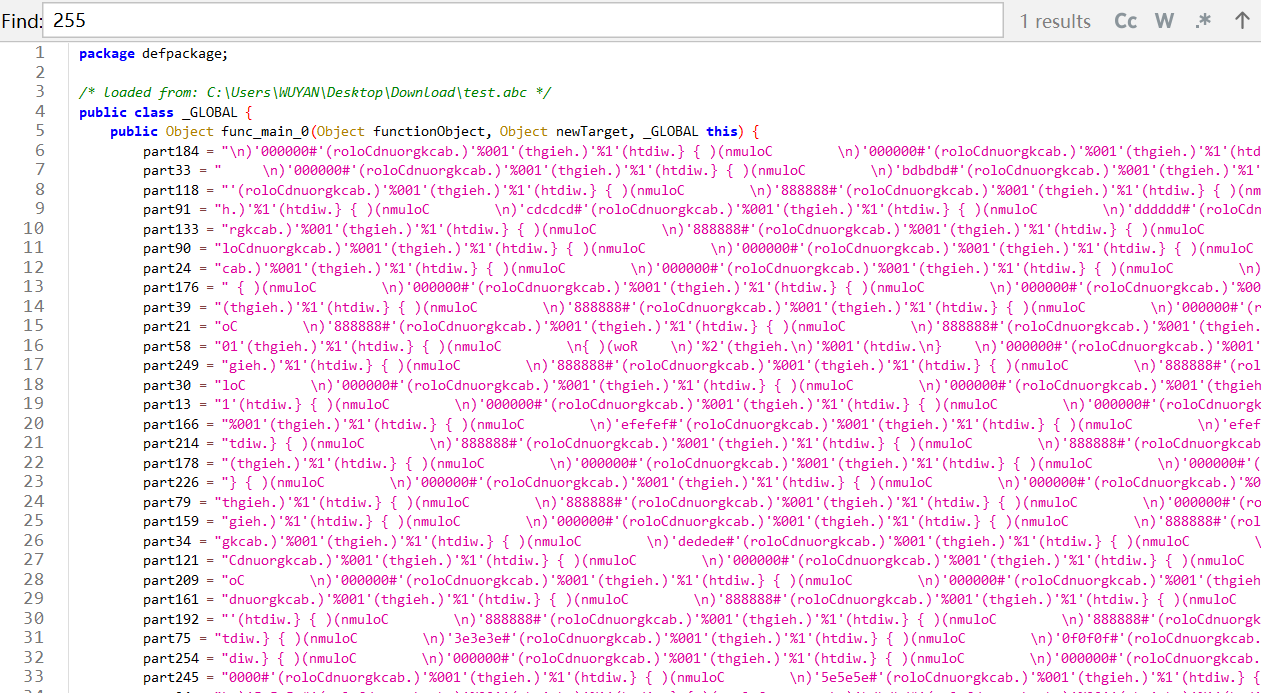 Find: 255 1 results Cc W .* ↑
1 package defpackage;
2
3 /* loaded from: C:\Users\WUYAN\Desktop\Download\test.abc */
4 public class _GLOBAL {
5 public Object func_main_0(Object functionObject, Object newTarget, _GLOBAL this) {
6 part184 = "\n)'000000#'(roloCdnuorgkcab.)'%001'(thgieh.)'%1'(htdiw.} { )(nmuloC \n)'000000#'(roloCdnuorgkcab.)'%001'(thgieh.)'%1'(htdiw.} { )(nmuloC \n)'000000#'(roloCdnuorgkcab.)'%001'(thgieh.)'%1'(htd
7 part33 = " \n)'000000#'(roloCdnuorgkcab.)'%001'(thgieh.)'%1'(htdiw.} { )(nmuloC \n)'bdbdbd#'(roloCdnuorgkcab.)'%001'(thgieh.)'%1'
8 part118 = "'(roloCdnuorgkcab.)'%001'(thgieh.)'%1'(htdiw.} { )(nmuloC \n)'888888#'(roloCdnuorgkcab.)'%001'(thgieh.)'%1'(htdiw.} { )(nm
9 part91 = "h.)'%1'(htdiw.} { )(nmuloC \n)'cdcdcd#'(roloCdnuorgkcab.)'%001'(thgieh.)'%1'(htdiw.} { )(nmuloC \n)'dddddd#'(roloCdn
10 part133 = "rgkcab.)'%001'(thgieh.)'%1'(htdiw.} { )(nmuloC \n)'888888#'(roloCdnuorgkcab.)'%001'(thgieh.)'%1'(htdiw.} { )(nmuloC
11 part90 = "loCdnuorgkcab.)'%001'(thgieh.)'%1'(htdiw.} { )(nmuloC \n)'000000#'(roloCdnuorgkcab.)'%001'(thgieh.)'%1'(htdiw.} { )(nmuloC
12 part24 = "cab.)'%001'(thgieh.)'%1'(htdiw.} { )(nmuloC \n)'000000#'(roloCdnuorgkcab.)'%001'(thgieh.)'%1'(htdiw.} { )(nmuloC \n)
13 part176 = " { )(nmuloC \n)'000000#'(roloCdnuorgkcab.)'%001'(thgieh.)'%1'(htdiw.} { )(nmuloC \n)'000000#'(roloCdnuorgkcab.)'%00
14 part39 = "(thgieh.)'%1'(htdiw.} { )(nmuloC \n)'888888#'(roloCdnuorgkcab.)'%001'(thgieh.)'%1'(htdiw.} { )(nmuloC \n)'000000#'(r
15 part21 = "oC \n)'888888#'(roloCdnuorgkcab.)'%001'(thgieh.)'%1'(htdiw.} { )(nmuloC \n)'888888#'(roloCdnuorgkcab.)'%001'(thgieh.
16 part58 = "01'(thgieh.)'%1'(htdiw.} { )(nmuloC \n{ )(woR \n)'%2'(thgieh.\n)'%001'(htdiw.\n} \n)'000000#'(roloCdnuorgkcab.)'%001'
17 part249 = "gieh.)'%1'(htdiw.} { )(nmuloC \n)'888888#'(roloCdnuorgkcab.)'%001'(thgieh.)'%1'(htdiw.} { )(nmuloC \n)'888888#'(rol
18 part30 = "loC \n)'000000#'(roloCdnuorgkcab.)'%001'(thgieh.)'%1'(htdiw.} { )(nmuloC \n)'000000#'(roloCdnuorgkcab.)'%001'(thgieh
19 part13 = "1'(htdiw.} { )(nmuloC \n)'000000#'(roloCdnuorgkcab.)'%001'(thgieh.)'%1'(htdiw.} { )(nmuloC \n)'000000#'(roloCdnuorgk
20 part166 = "%001'(thgieh.)'%1'(htdiw.} { )(nmuloC \n)'efefef#'(roloCdnuorgkcab.)'%001'(thgieh.)'%1'(htdiw.} { )(nmuloC \n)'efef
21 part214 = "tdiw.} { )(nmuloC \n)'888888#'(roloCdnuorgkcab.)'%001'(thgieh.)'%1'(htdiw.} { )(nmuloC \n)'888888#'(roloCdnuorgkcab
22 part178 = "(thgieh.)'%1'(htdiw.} { )(nmuloC \n)'000000#'(roloCdnuorgkcab.)'%001'(thgieh.)'%1'(htdiw.} { )(nmuloC \n)'000000#'(
23 part226 = "} { )(nmuloC \n)'000000#'(roloCdnuorgkcab.)'%001'(thgieh.)'%1'(htdiw.} { )(nmuloC \n)'000000#'(roloCdnuorgkcab.)'%0
24 part79 = "thgieh.)'%1'(htdiw.} { )(nmuloC \n)'888888#'(roloCdnuorgkcab.)'%001'(thgieh.)'%1'(htdiw.} { )(nmuloC \n)'000000#'(ro
25 part159 = "gieh.)'%1'(htdiw.} { )(nmuloC \n)'000000#'(roloCdnuorgkcab.)'%001'(thgieh.)'%1'(htdiw.} { )(nmuloC \n)'888888#'(rol
26 part34 = "gkcab.)'%001'(thgieh.)'%1'(htdiw.} { )(nmuloC \n)'dedede#'(roloCdnuorgkcab.)'%001'(thgieh.)'%1'(htdiw.} { )(nmuloC \
27 part121 = "Cdnuorgkcab.)'%001'(thgieh.)'%1'(htdiw.} { )(nmuloC \n)'000000#'(roloCdnuorgkcab.)'%001'(thgieh.)'%1'(htdiw.} { )(nmuloC
28 part209 = "oC \n)'000000#'(roloCdnuorgkcab.)'%001'(thgieh.)'%1'(htdiw.} { )(nmuloC \n)'000000#'(roloCdnuorgkcab.)'%001'(thgieh
29 part161 = "dnuorgkcab.)'%001'(thgieh.)'%1'(htdiw.} { )(nmuloC \n)'888888#'(roloCdnuorgkcab.)'%001'(thgieh.)'%1'(htdiw.} { )(nmuloC
30 part192 = "'(htdiw.} { )(nmuloC \n)'888888#'(roloCdnuorgkcab.)'%001'(thgieh.)'%1'(htdiw.} { )(nmuloC \n)'888888#'(roloCdnuorgk
31 part75 = "tdiw.} { )(nmuloC \n)'3e3e3e#'(roloCdnuorgkcab.)'%001'(thgieh.)'%1'(htdiw.} { )(nmuloC \n)'0f0f0f#'(roloCdnuorgkcab.
32 part254 = "diw.} { )(nmuloC \n)'000000#'(roloCdnuorgkcab.)'%001'(thgieh.)'%1'(htdiw.} { )(nmuloC \n)'000000#'(roloCdnuorgkcab.
33 part245 = "0000#'(roloCdnuorgkcab.)'%001'(thgieh.)'%1'(htdiw.} { )(nmuloC \n)'5e5e5e#'(roloCdnuorgkcab.)'%001'(thgieh.)'%1'(htdiw.} {